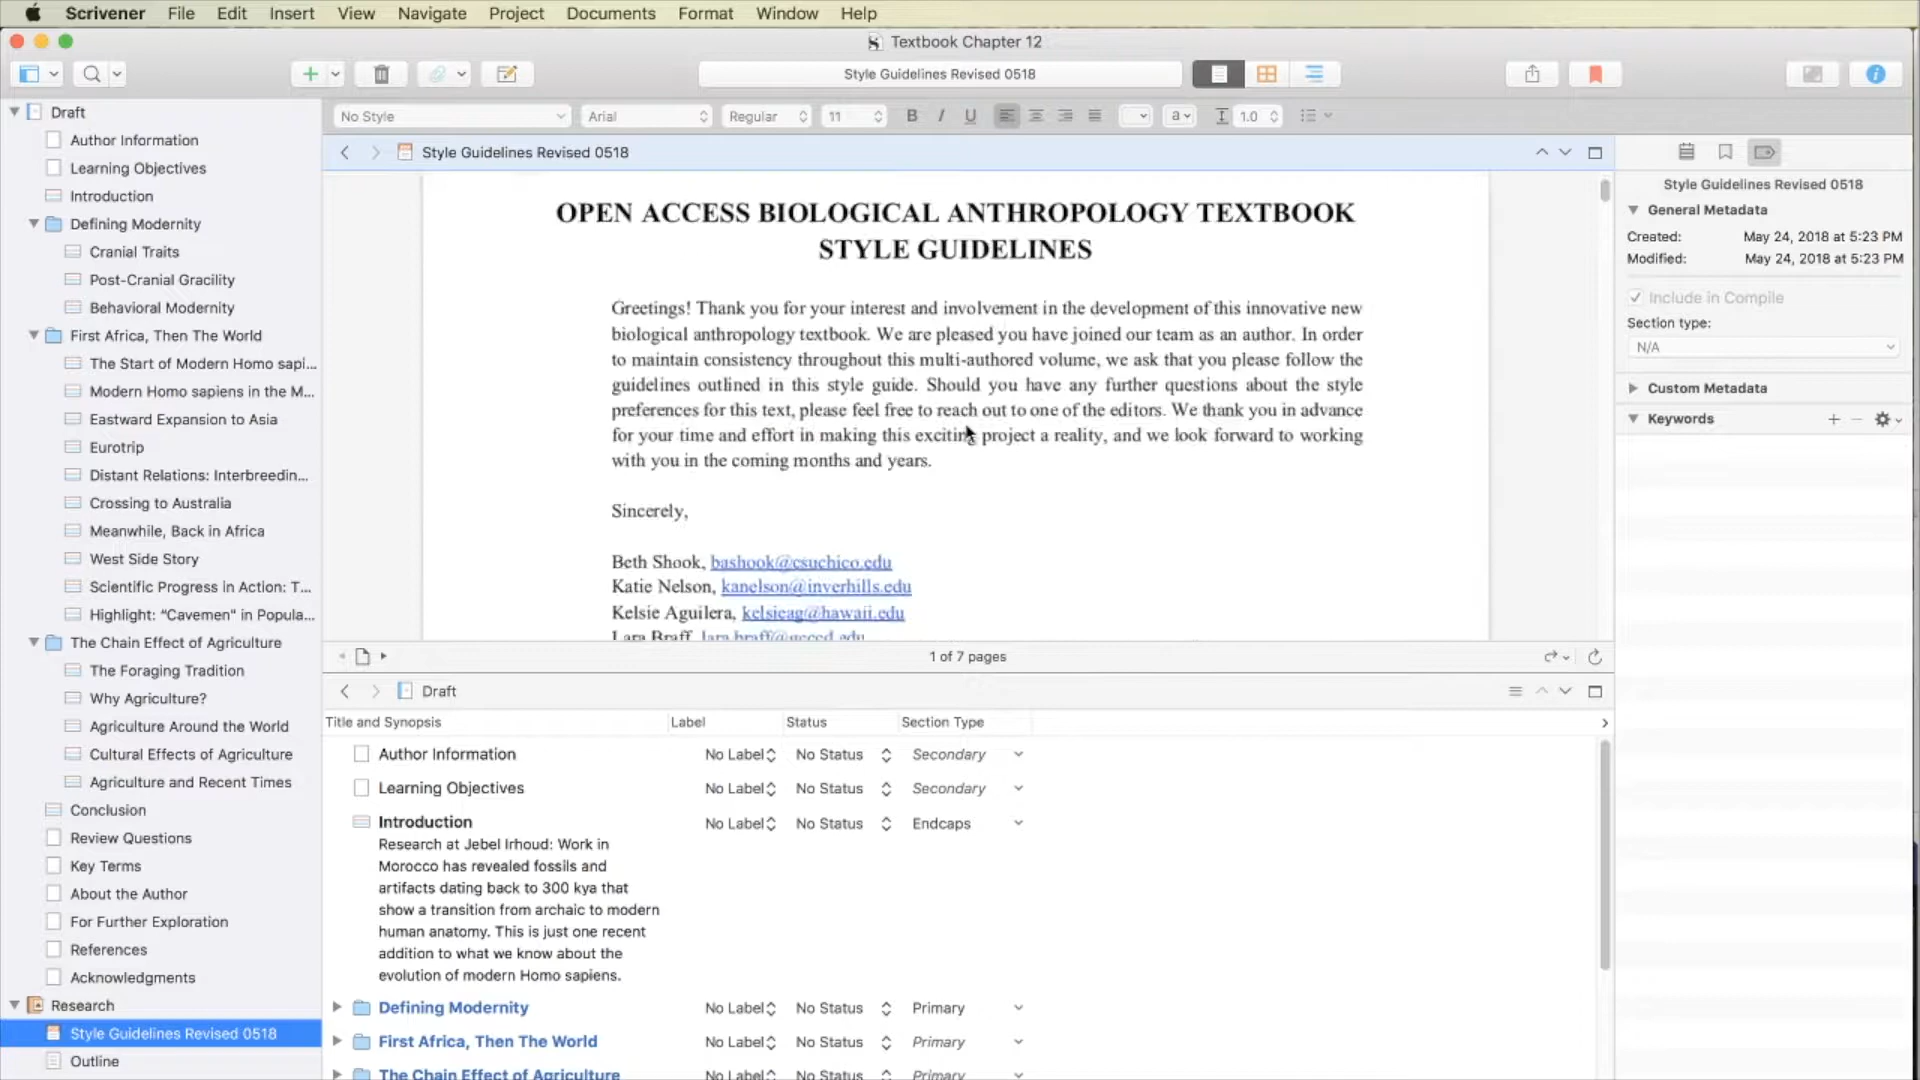 Scrivener File Edit Insert View Navigate Project Documents Format Window Help
Textbook Chapter 12
Style Guidelines Revised 0518
No Style Arial Regular 11 B I U a 1.0
Draft
Author Information
Learning Objectives
Introduction
Defining Modernity
Cranial Traits
Post-Cranial Gracility
Behavioral Modernity
First Africa, Then The World
The Start of Modern Homo sapi...
Modern Homo sapiens in the M...
Eastward Expansion to Asia
Eurotrip
Distant Relations: Interbreedin...
Crossing to Australia
Meanwhile, Back in Africa
West Side Story
Scientific Progress in Action: T...
Highlight: “Cavemen” in Popula...
The Chain Effect of Agriculture
The Foraging Tradition
Why Agriculture?
Agriculture Around the World
Cultural Effects of Agriculture
Agriculture and Recent Times
Conclusion
Review Questions
Key Terms
About the Author
For Further Exploration
References
Acknowledgments
Research
Style Guidelines Revised 0518
Outline
Style Guidelines Revised 0518
OPEN ACCESS BIOLOGICAL ANTHROPOLOGY TEXTBOOK
STYLE GUIDELINES
Greetings! Thank you for your interest and involvement in the development of this innovative new
biological anthropology textbook. We are pleased you have joined our team as an author. In order
to maintain consistency throughout this multi-authored volume, we ask that you please follow the
guidelines outlined in this style guide. Should you have any further questions about the style
preferences for this text, please feel free to reach out to one of the editors. We thank you in advance
for your time and effort in making this exciting project a reality, and we look forward to working
with you in the coming months and years.
Sincerely,
Beth Shook, bashook@csuchico.edu
Katie Nelson, kanelson@inverhills.edu
Kelsie Aguilera, kelsieag@hawaii.edu
Lara Braff, lara.braff@gcccd.edu
1 of 7 pages
Draft
Title and Synopsis Label Status Section Type
Author Information No Label No Status Secondary
Learning Objectives No Label No Status Secondary
Introduction No Label No Status Endcaps
Research at Jebel Irhoud: Work in
Morocco has revealed fossils and
artifacts dating back to 300 kya that
show a transition from archaic to modern
human anatomy. This is just one recent
addition to what we know about the
evolution of modern Homo sapiens.
Defining Modernity No Label No Status Primary
First Africa, Then The World No Label No Status Primary
The Chain Effect of Agriculture No Label No Status Primary
Style Guidelines Revised 0518
General Metadata
Created: May 24, 2018 at 5:23 PM
Modified: May 24, 2018 at 5:23 PM
Include in Compile
Section type:
N/A
Custom Metadata
Keywords